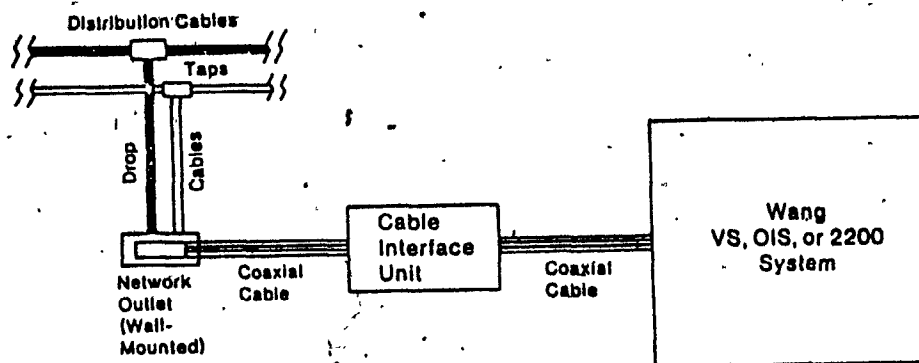 Distribution Cables
Taps
Drop
Cables
Network
Outlet
(Wall-
Mounted)
Coaxial
Cable
Cable
Interface
Unit
Coaxial
Cable
Wang
VS, OIS, or 2200
System